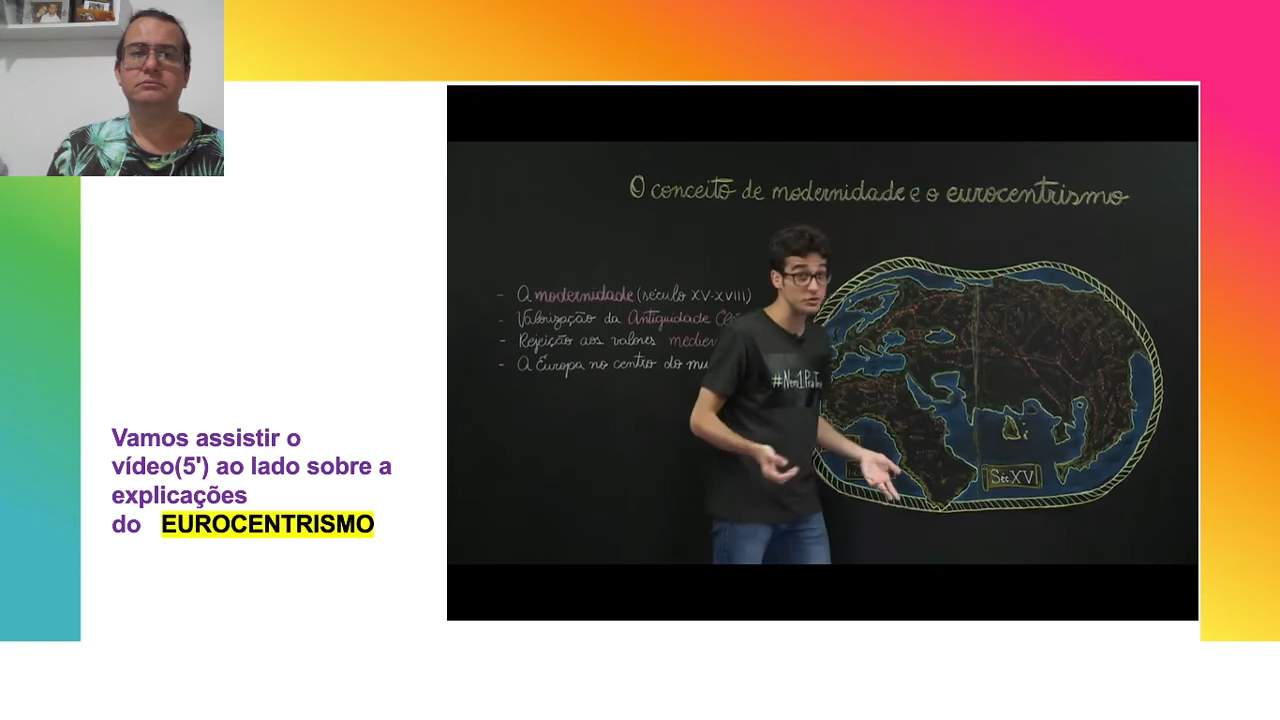 O conceito de modernidade e o eurocentrismo
- A modernidade (século XV-XVIII)
- Valorização da Antiguidade
- Rejeição aos valores
- A Europa no centro do
Séc XV
Vamos assistir o
vídeo(5') ao lado sobre a
explicações
do EUROCENTRISMO